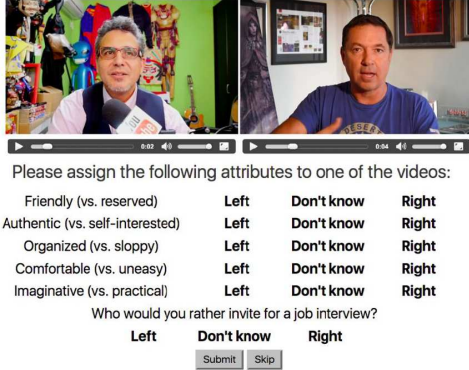 You
0:02
0:04
Please assign the following attributes to one of the videos:
Friendly (vs. reserved) Left Don't know Right
Authentic (vs. self-interested) Left Don't know Right
Organized (vs. sloppy) Left Don't know Right
Comfortable (vs. uneasy) Left Don't know Right
Imaginative (vs. practical) Left Don't know Right
Who would you rather invite for a job interview?
Left Don't know Right
Submit Skip